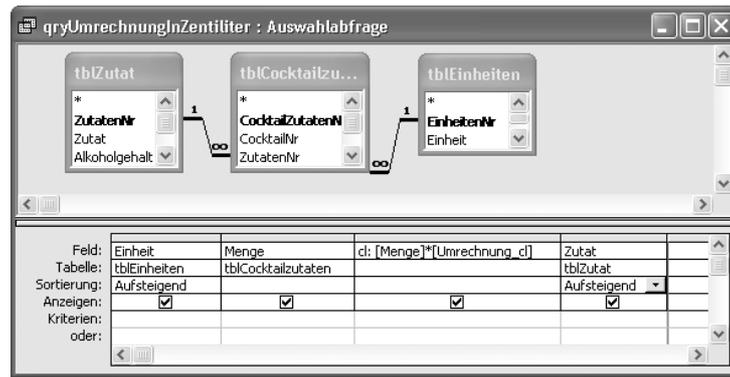 qryUmrechnungInZentiliter : Auswahlabfrage
tblZutat
*
ZutatenNr
Zutat
Alkoholgehalt
1
∞
tblCocktailzu...
*
CocktailZutatenN
CocktailNr
ZutatenNr
∞
1
tblEinheiten
*
EinheitenNr
Einheit
Feld: Einheit Menge cl: [Menge]*[Umrechnung_cl] Zutat
Tabelle: tblEinheiten tblCocktailzutaten tblZutat
Sortierung: Aufsteigend Aufsteigend
Anzeigen:
Kriterien:
oder: